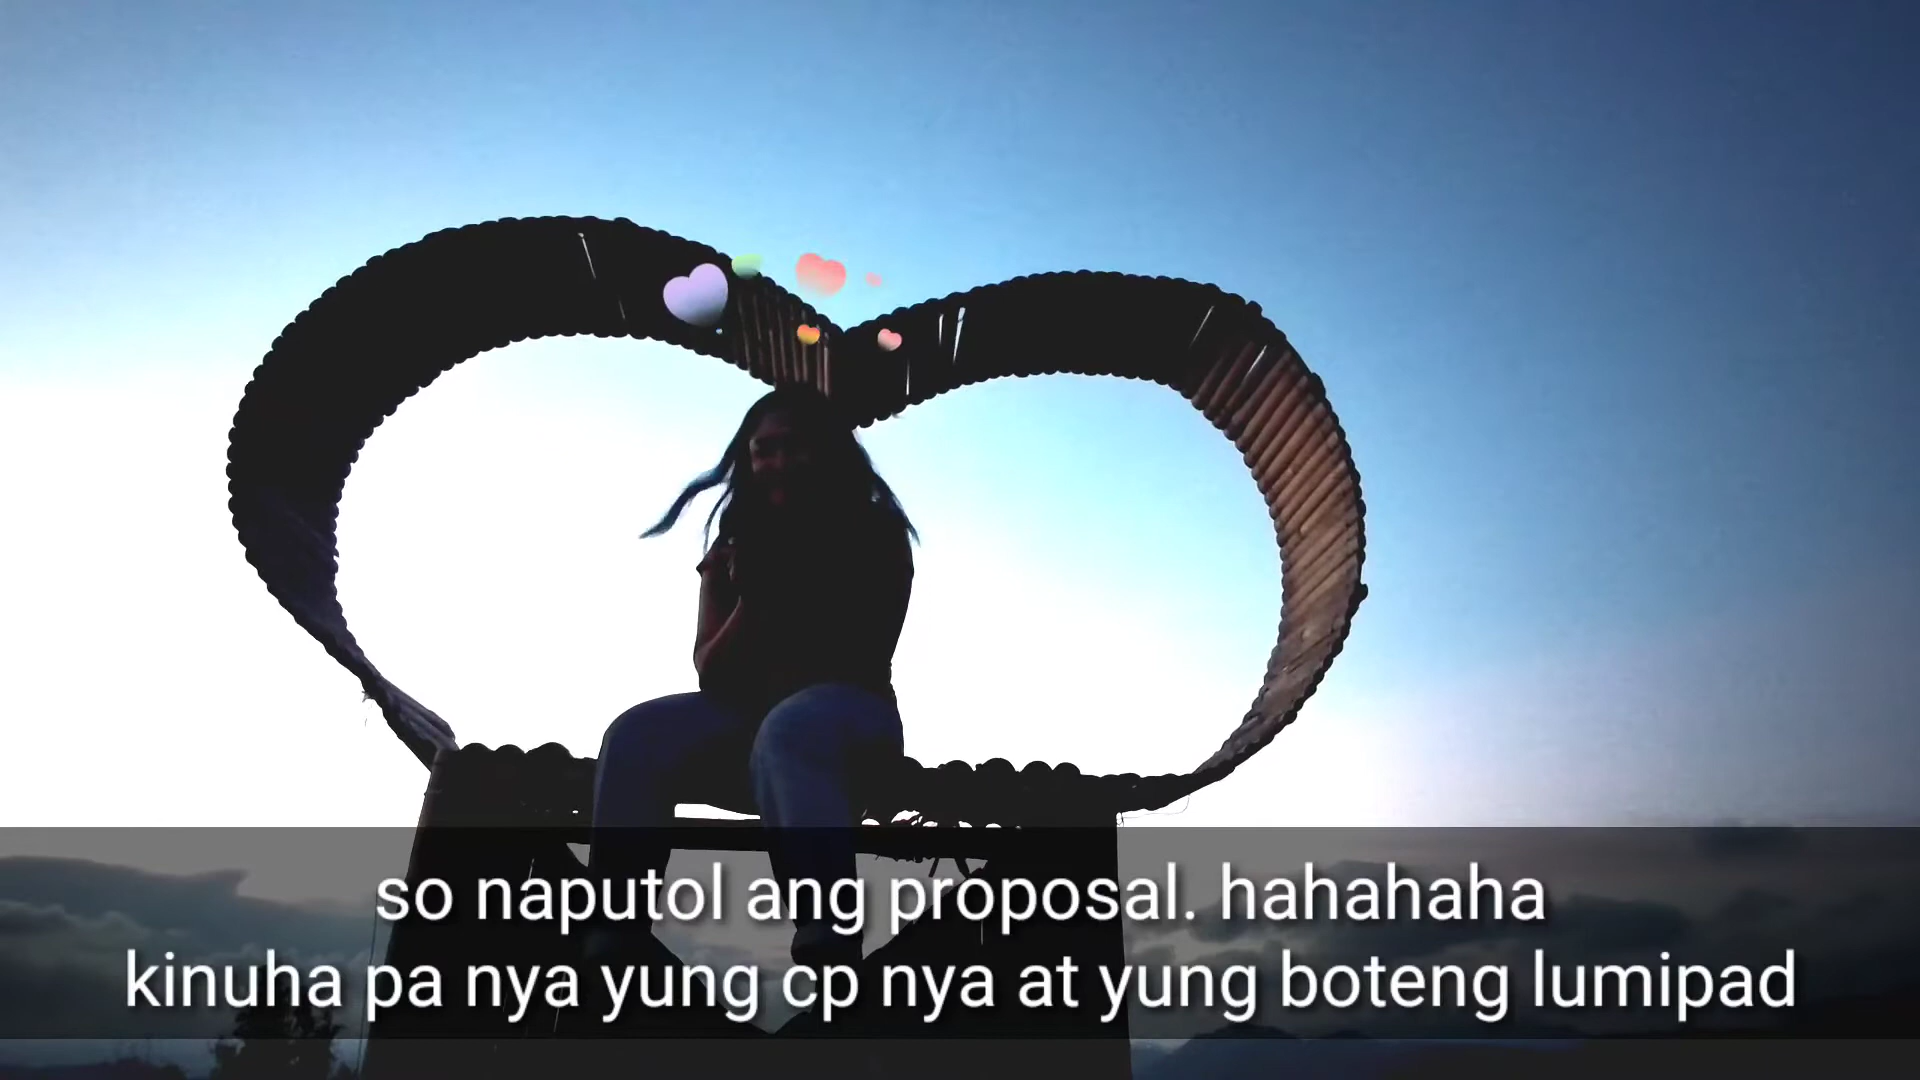 so naputol ang proposal. hahahaha
kinuha pa nya yung cp nya at yung boteng lumipad